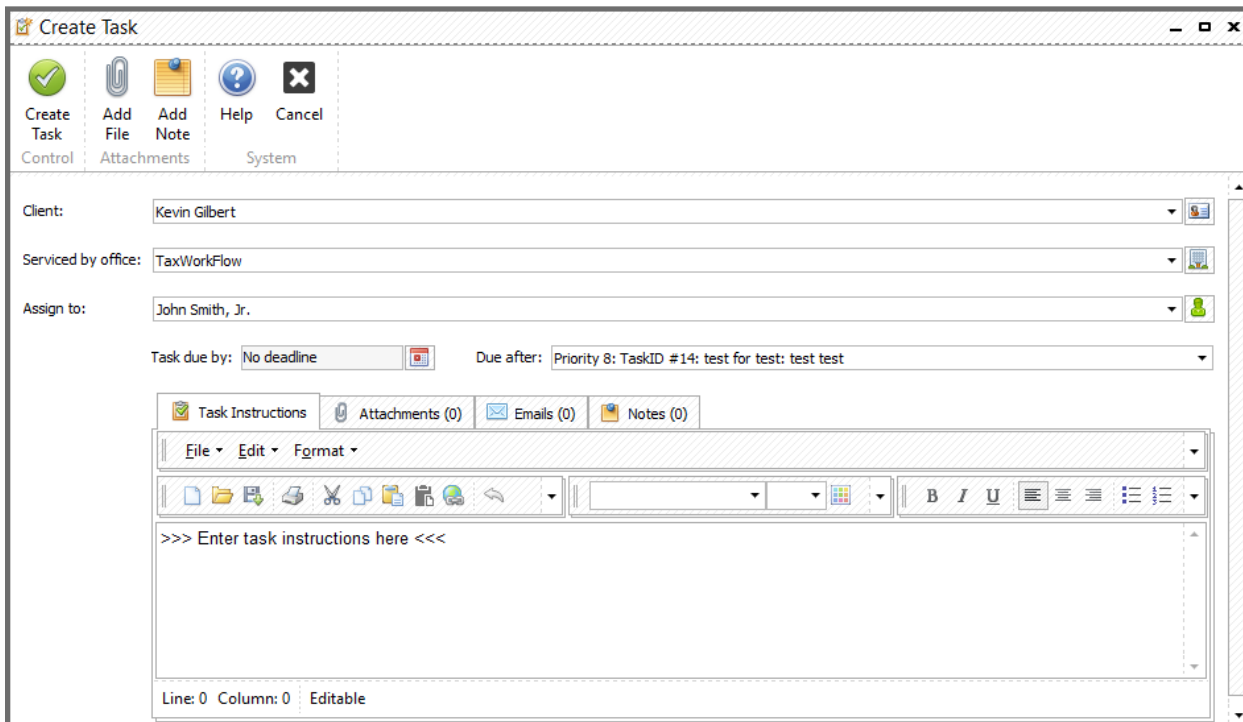 Create Task
Create Task
Add File
Add Note
Help
Cancel
Control
Attachments
System
Client: Kevin Gilbert
Serviced by office: TaxWorkFlow
Assign to: John Smith, Jr.
Task due by: No deadline Due after: Priority 8: TaskID #14: test for test: test test
Task Instructions Attachments (0) Emails (0) Notes (0)
File Edit Format
B I U
>>> Enter task instructions here <<<
Line: 0 Column: 0 Editable